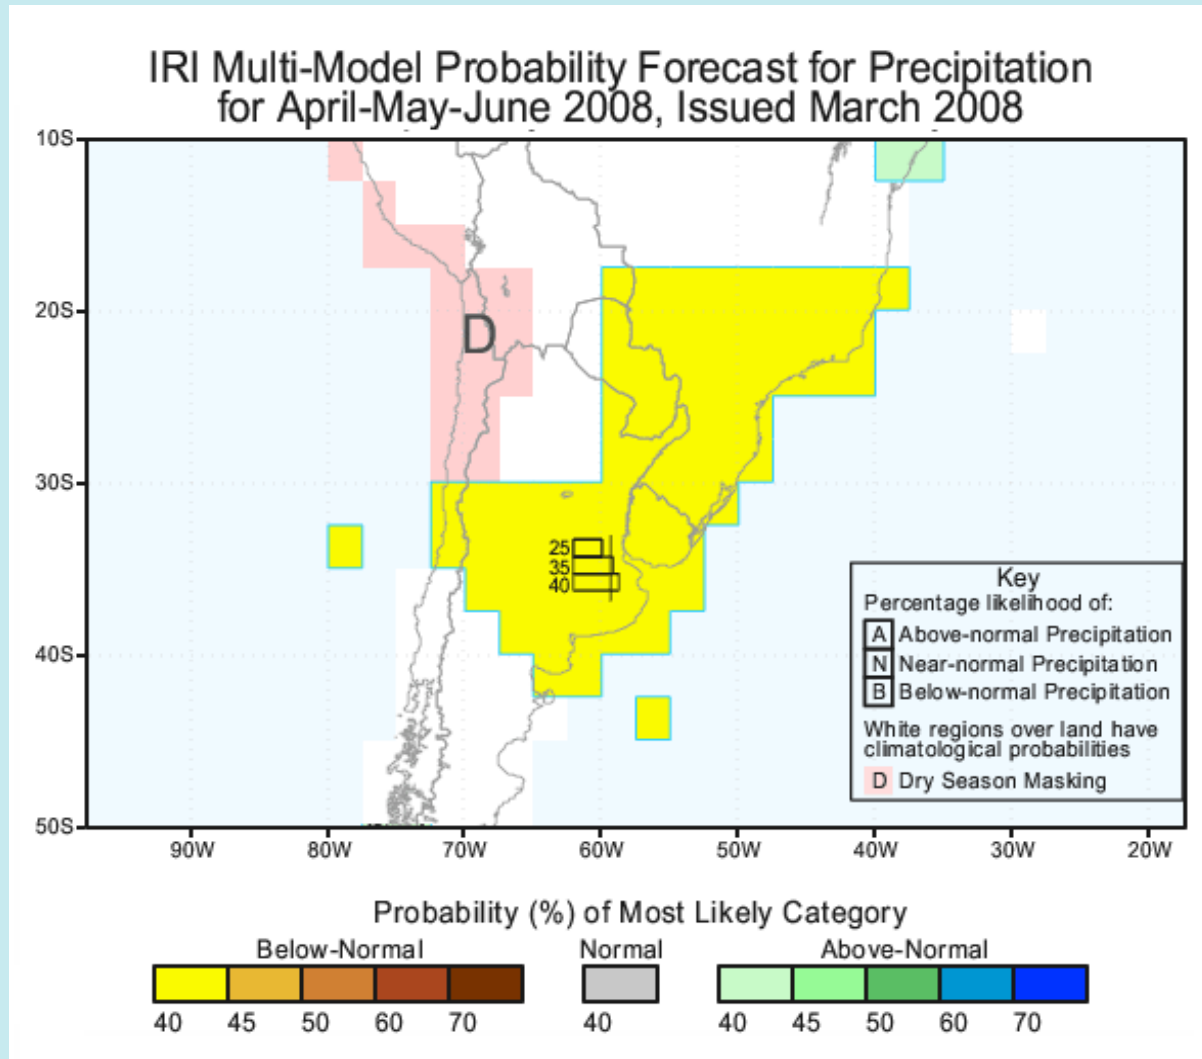 IRI Multi-Model Probability Forecast for Precipitation
for April-May-June 2008, Issued March 2008
10S
20S
D
30S
25
35
40
Key
Percentage likelihood of:
A Above-normal Precipitation
N Near-normal Precipitation
B Below-normal Precipitation
White regions over land have
climatological probabilities
D Dry Season Masking
40S
50S
90W 80W 70W 60W 50W 40W 30W 20W
Probability (%) of Most Likely Category
Below-Normal Normal Above-Normal
40 45 50 60 70 40 40 45 50 60 70